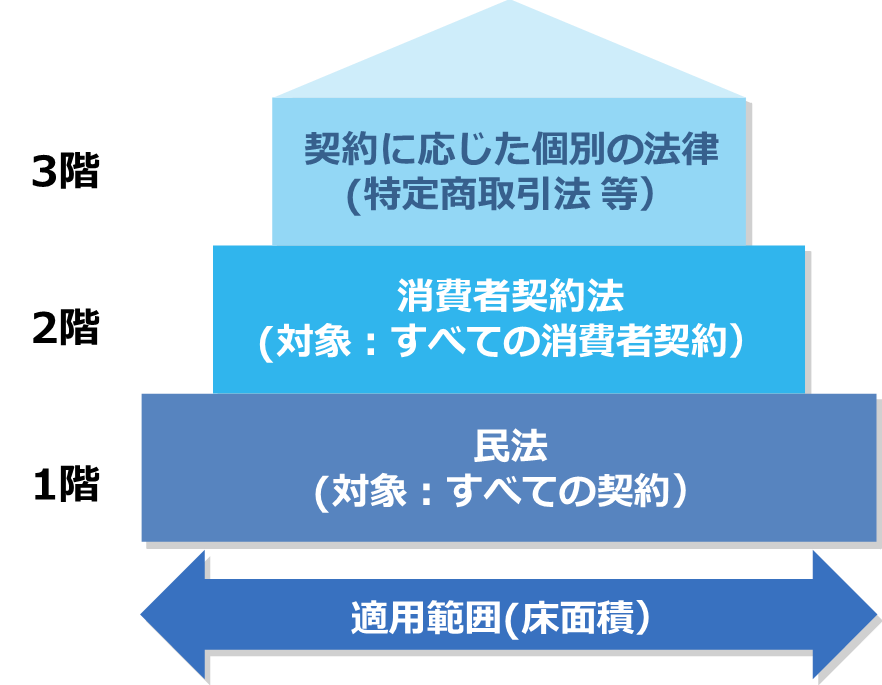 3階
契約に応じた個別の法律
(特定商取引法 等）
2階
消費者契約法
(対象：すべての消費者契約）
1階
民法
(対象：すべての契約）
適用範囲(床面積）